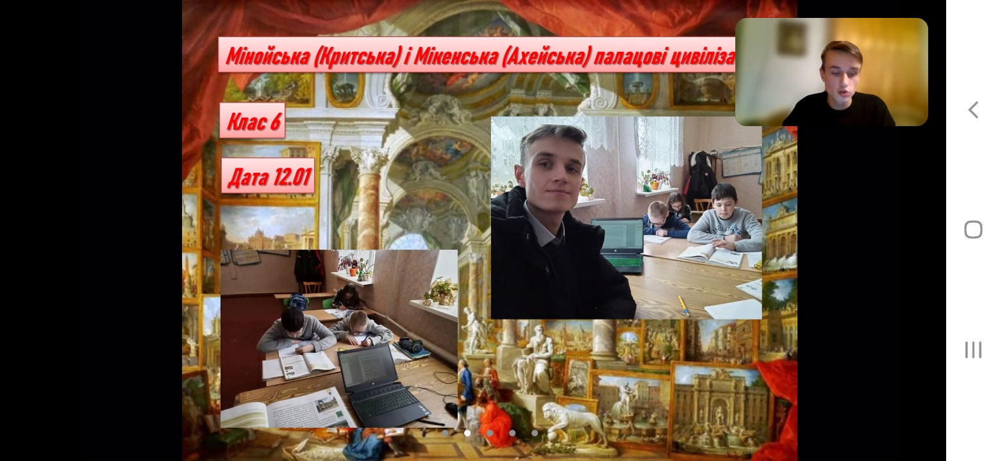 Мінойська (Критська) і Мікенська (Ахейська) палацові цивіліза
Клас 6
Дата 12.01